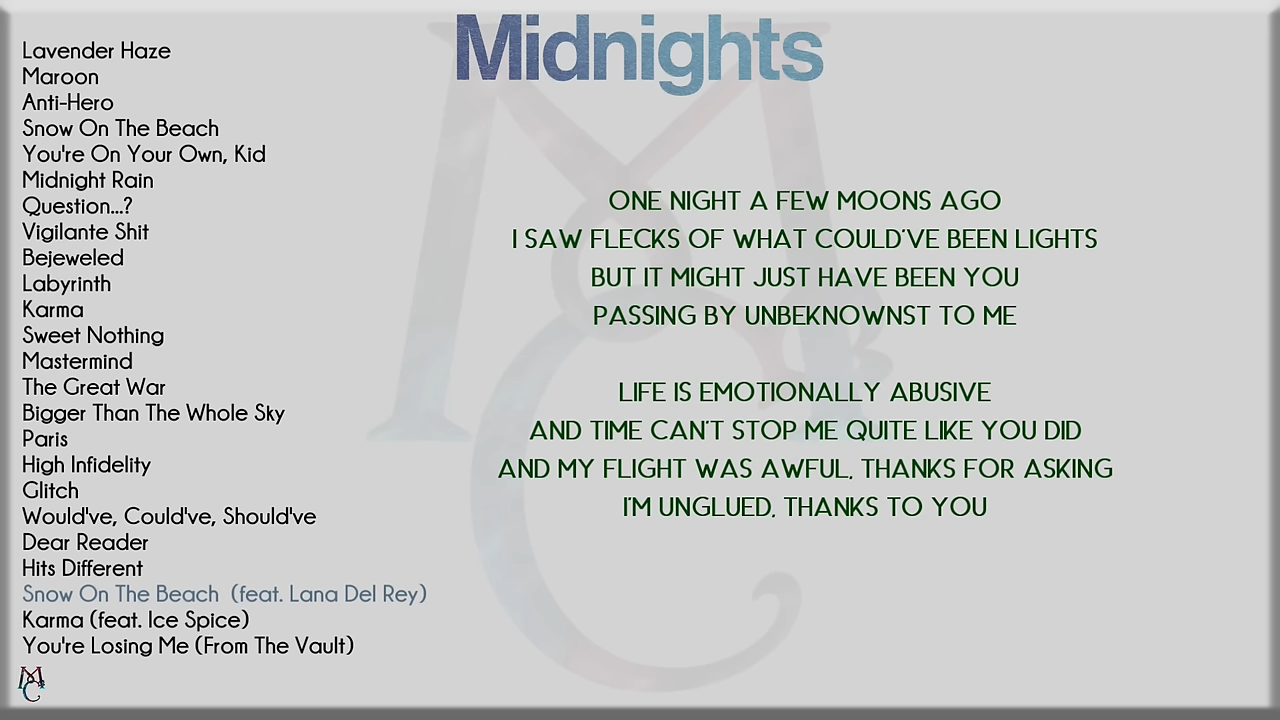 Midnights
Lavender Haze
Maroon
Anti-Hero
Snow On The Beach
You're On Your Own, Kid
Midnight Rain
Question...?
Vigilante Shit
Bejeweled
Labyrinth
Karma
Sweet Nothing
Mastermind
The Great War
Bigger Than The Whole Sky
Paris
High Infidelity
Glitch
Would've, Could've, Should've
Dear Reader
Hits Different
Snow On The Beach (feat. Lana Del Rey)
Karma (feat. Ice Spice)
You're Losing Me (From The Vault)
ONE NIGHT A FEW MOONS AGO
I SAW FLECKS OF WHAT COULD'VE BEEN LIGHTS
BUT IT MIGHT JUST HAVE BEEN YOU
PASSING BY UNBEKNOWNST TO ME
LIFE IS EMOTIONALLY ABUSIVE
AND TIME CAN'T STOP ME QUITE LIKE YOU DID
AND MY FLIGHT WAS AWFUL, THANKS FOR ASKING
I'M UNGLUED, THANKS TO YOU